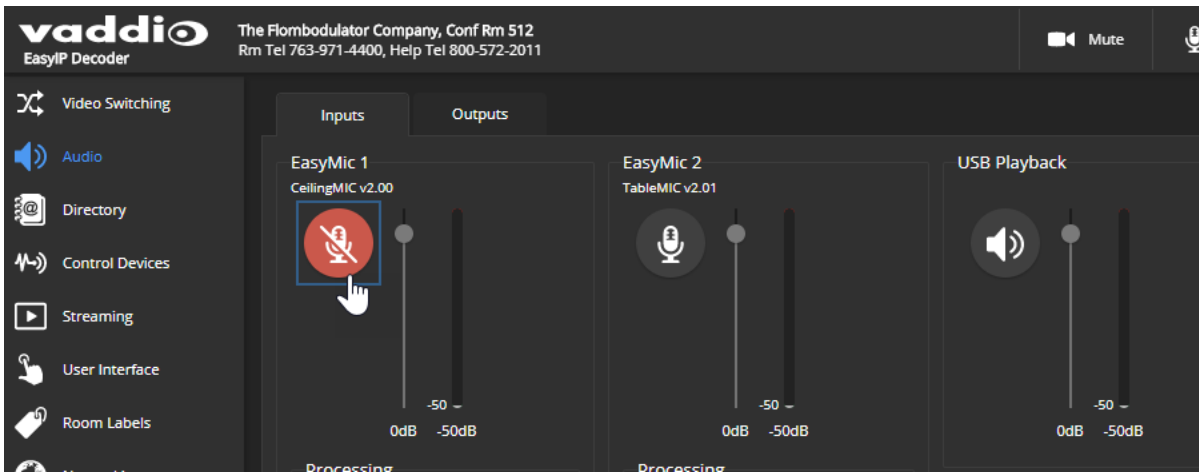 vaddio
EasyIP Decoder
The Flombodulator Company, Conf Rm 512
Rm Tel 763-971-4400, Help Tel 800-572-2011
Mute
Video Switching
Audio
Directory
Control Devices
Streaming
User Interface
Room Labels
Inputs
Outputs
EasyMic 1
CeilingMIC v2.00
-50
0dB -50dB
Processing
EasyMic 2
TableMIC v2.01
-50
0dB -50dB
Processing
USB Playback
-50
0dB -50dB